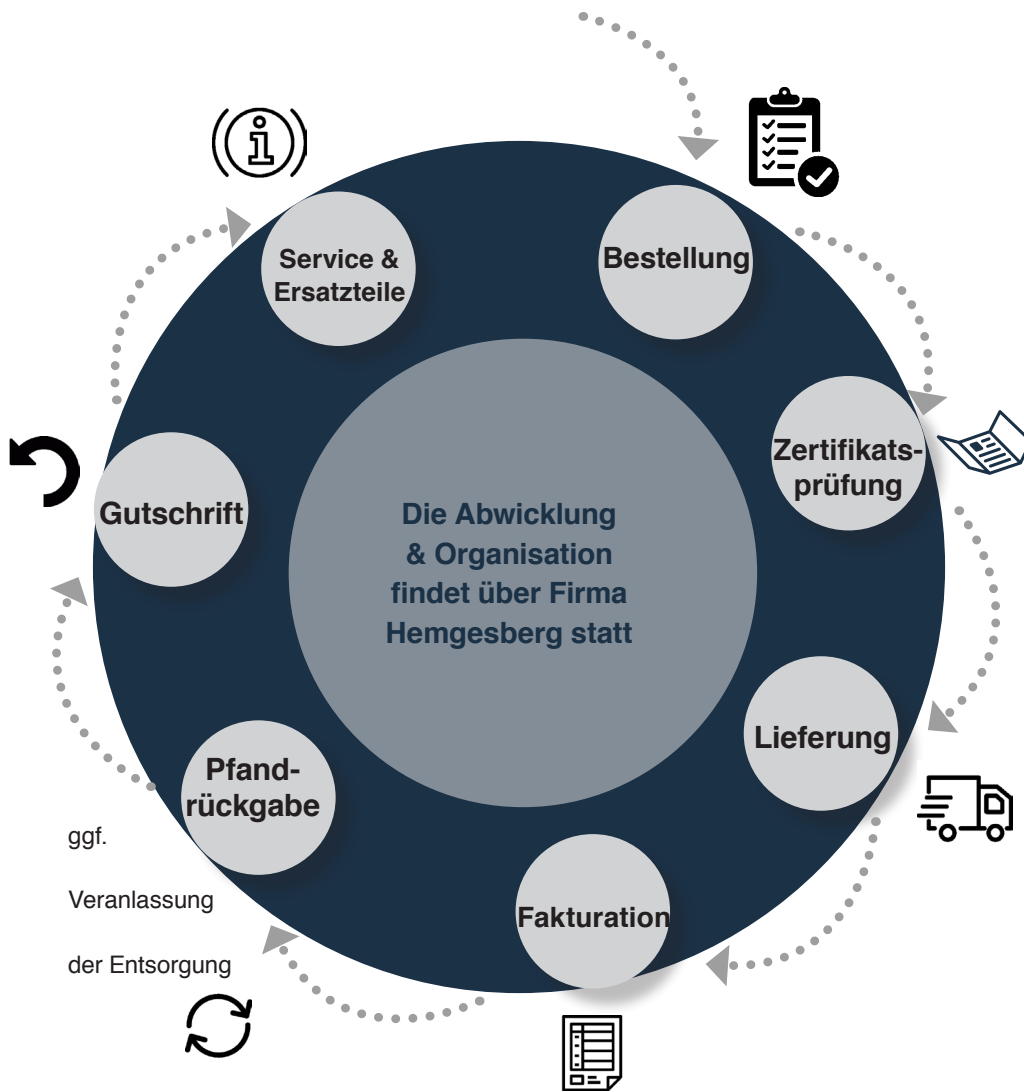 Bestellung
Zertifikats-
prüfung
Lieferung
Fakturation
Pfand-
rückgabe
ggf.
Veranlassung
der Entsorgung
Gutschrift
Service &
Ersatzteile
Die Abwicklung
& Organisation
findet über Firma
Hemgesberg statt